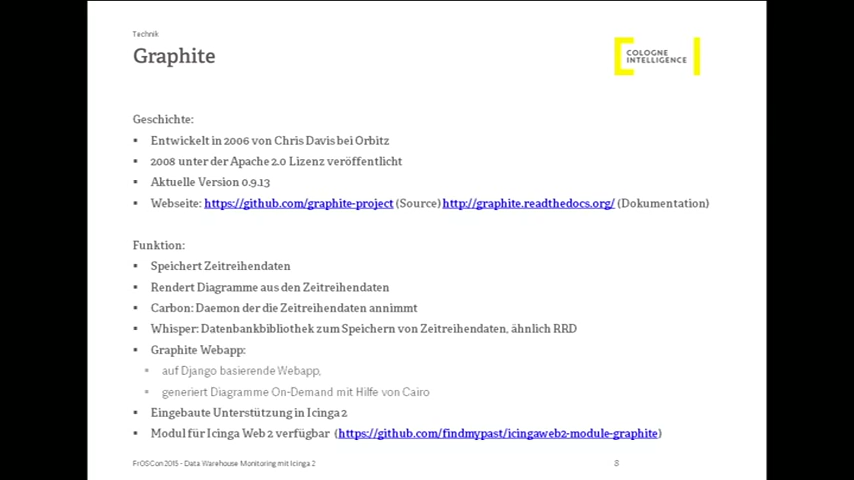 Technik
Graphite
COLOGNE
INTELLIGENCE
Geschichte:
▪ Entwickelt in 2006 von Chris Davis bei Orbitz
▪ 2008 unter der Apache 2.0 Lizenz veröffentlicht
▪ Aktuelle Version 0.9.13
▪ Webseite: https://github.com/graphite-project (Source) http://graphite.readthedocs.org/ (Dokumentation)
Funktion:
▪ Speichert Zeitreihendaten
▪ Rendert Diagramme aus den Zeitreihendaten
▪ Carbon: Daemon der die Zeitreihendaten annimmt
▪ Whisper: Datenbankbibliothek zum Speichern von Zeitreihendaten, ähnlich RRD
▪ Graphite Webapp:
▪ auf Django basierende Webapp,
▪ generiert Diagramme On-Demand mit Hilfe von Cairo
▪ Eingebaute Unterstützung in Icinga 2
▪ Modul für Icinga Web 2 verfügbar (https://github.com/findmypast/icingaweb2-module-graphite)
FrOSCon 2015 - Data Warehouse Monitoring mit Icinga 2
8